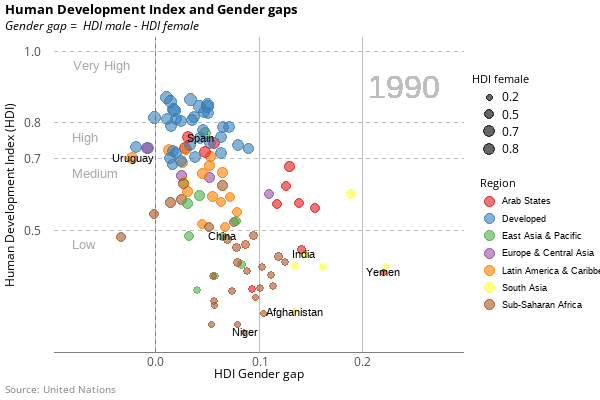 Human Development Index and Gender gaps
Gender gap = HDI male - HDI female
1990
Very High
High
Medium
Low
Spain
Uruguay
China
India
Yemen
Afghanistan
Niger
1.0
0.8
0.7
0.5
0.0
0.1
0.2
Human Development Index (HDI)
HDI Gender gap
HDI female
0.2
0.5
0.7
0.8
Region
Arab States
Developed
East Asia & Pacific
Europe & Central Asia
Latin America & Caribbe
South Asia
Sub-Saharan Africa
Source: United Nations